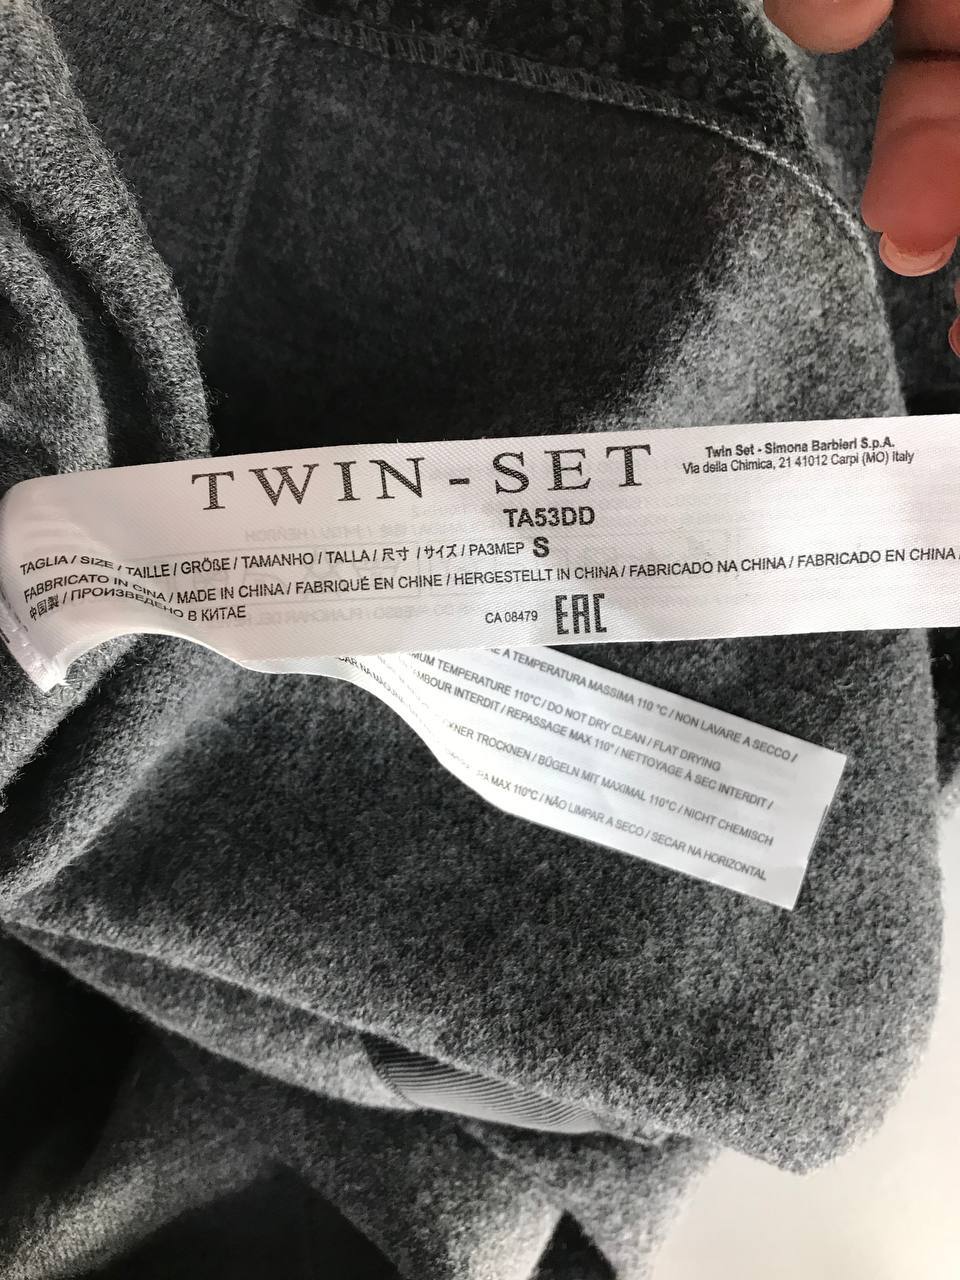 TWIN-SET
Twin Set - Simona Barbieri S.p.A.
Via della Chimica, 21 41012 Carpi (MO) Italy
TA53DD
TAGLIA / SIZE / TAILLE / GRÖßE / TAMANHO / TALLA / 尺寸 / サイズ / РАЗМЕР S
FABBRICATO IN CINA / MADE IN CHINA / FABRIQUÉ EN CHINE / HERGESTELLT IN CHINA / FABRICADO NA CHINA / FABRICADO EN CHINA
中国製 / ПРОИЗВЕДЕНО В КИТАЕ
CA 08479 EAC
A TEMPERATURA MASSIMA 110 °C / NON LAVARE A SECCO /
TEMPERATURE 110°C / DO NOT DRY CLEAN / FLAT DRYING
INTERDIT / REPASSAGE MAX 110° / NETTOYAGE À SEC INTERDIT /
TROCKNEN / BÜGELN MIT MAXIMAL 110°C / NICHT CHEMISCH
MAX 110°C / NÃO LIMPAR A SECO / SECAR NA HORIZONTAL